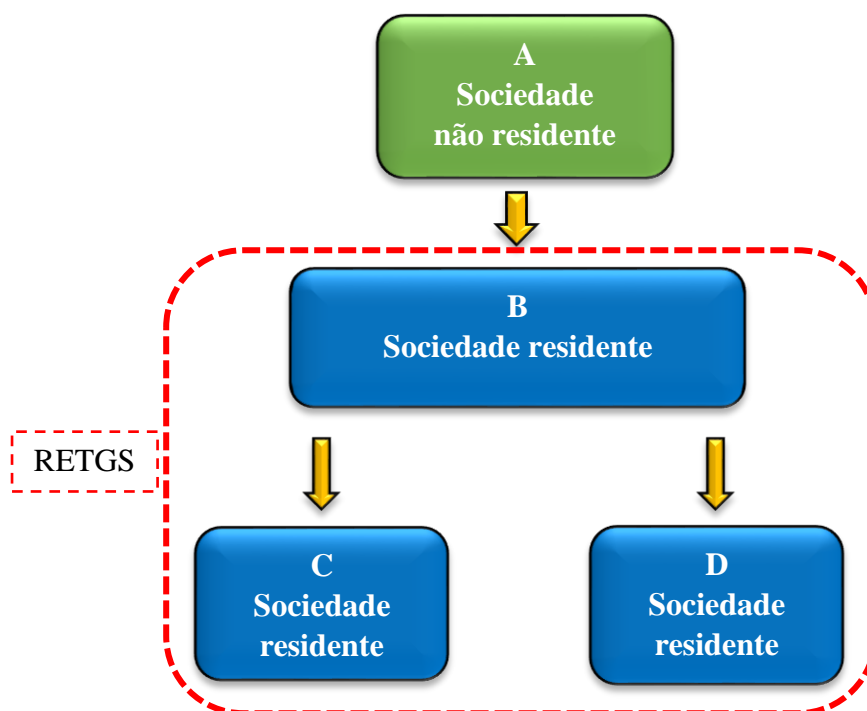 A
Sociedade
não residente
B
Sociedade residente
RETGS
C
Sociedade
residente
D
Sociedade
residente